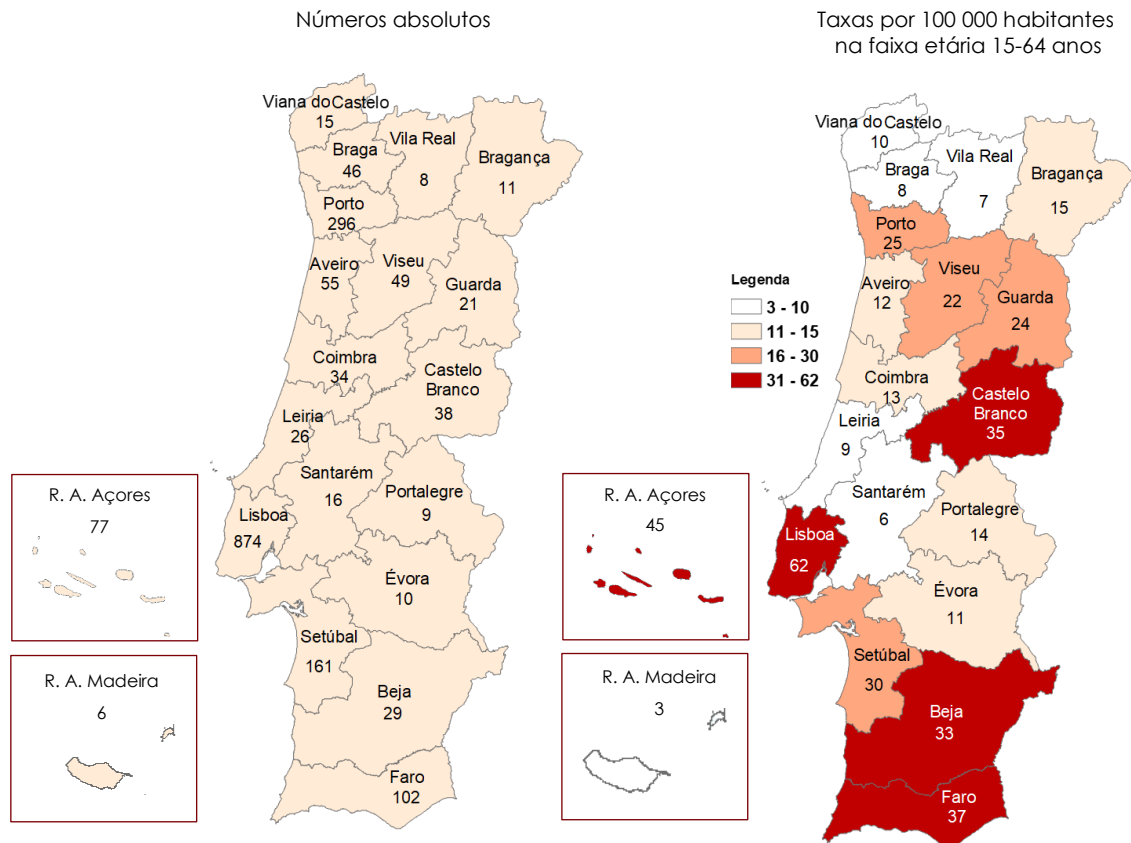 Números absolutos
Viana do Castelo
15
Braga
46
Vila Real
8
Bragança
11
Porto
296
Aveiro
55
Viseu
49
Guarda
21
Coimbra
34
Castelo
Branco
38
Leiria
26
Santarém
16
Portalegre
9
Lisboa
874
Évora
10
Setúbal
161
Beja
29
Faro
102
R. A. Açores
77
R. A. Madeira
6
Taxas por 100 000 habitantes
na faixa etária 15-64 anos
Viana do Castelo
10
Braga
8
Vila Real
7
Bragança
15
Porto
25
Aveiro
12
Viseu
22
Guarda
24
Coimbra
13
Castelo
Branco
35
Leiria
9
Santarém
6
Portalegre
14
Lisboa
62
Évora
11
Setúbal
30
Beja
33
Faro
37
Legenda
3 - 10
11 - 15
16 - 30
31 - 62
R. A. Açores
45
R. A. Madeira
3